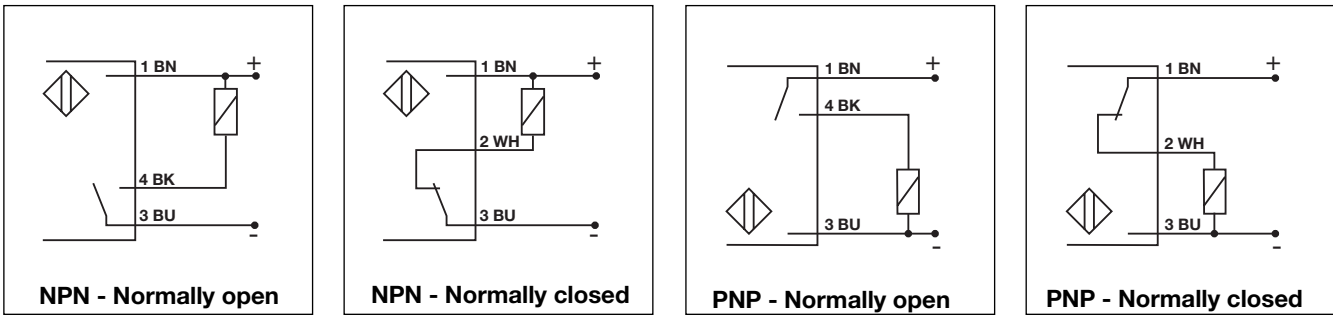 1 BN
+
4 BK
3 BU
-
NPN - Normally open
1 BN
+
2 WH
3 BU
-
NPN - Normally closed
1 BN
+
4 BK
3 BU
-
PNP - Normally open
1 BN
+
2 WH
3 BU
-
PNP - Normally closed